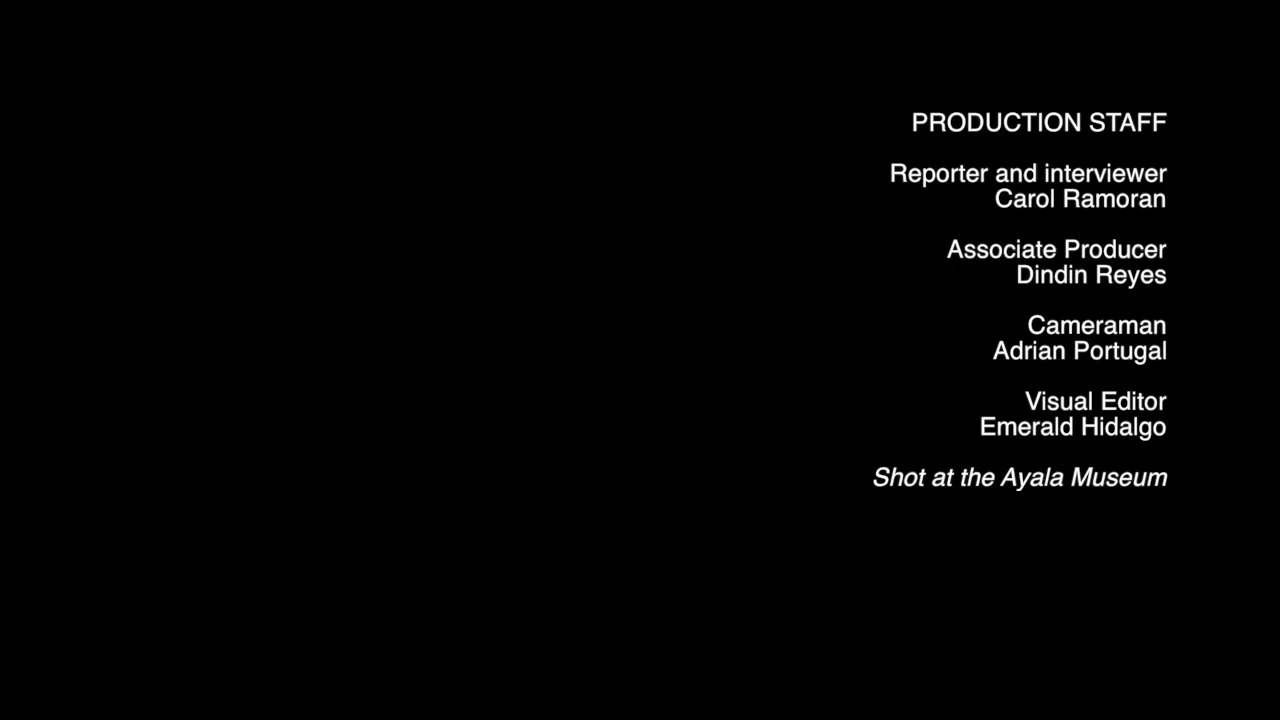 PRODUCTION STAFF
Reporter and interviewer
Carol Ramoran
Associate Producer
Dindin Reyes
Cameraman
Adrian Portugal
Visual Editor
Emerald Hidalgo
Shot at the Ayala Museum